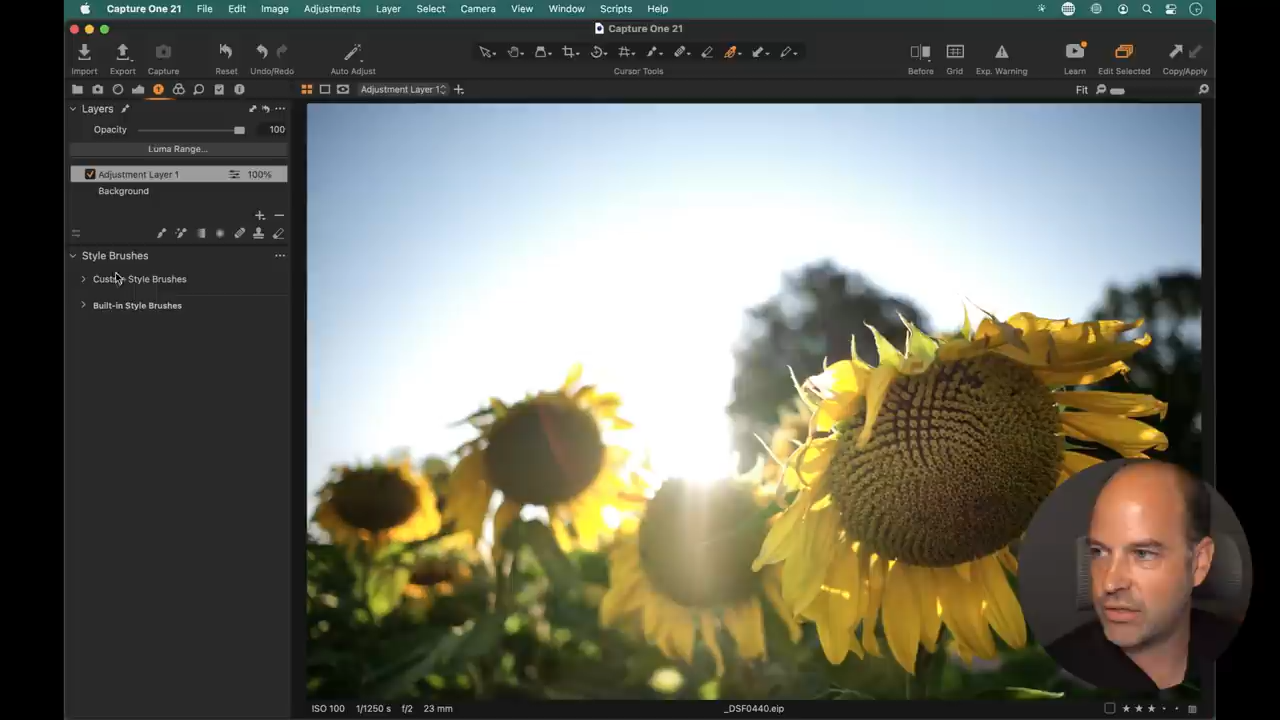 Capture One 21 File Edit Image Adjustments Layer Select Camera View Window Scripts Help
Capture One 21
Import Export Capture Reset Undo/Redo Auto Adjust Cursor Tools Before Grid Exp. Warning Learn Edit Selected Copy/Apply
Adjustment Layer 1 Fit
Layers
Opacity 100
Luma Range...
Adjustment Layer 1 100%
Background
Style Brushes
Custom Style Brushes
Built-in Style Brushes
ISO 100 1/1250 s f/2 23 mm _DSF0440.eip